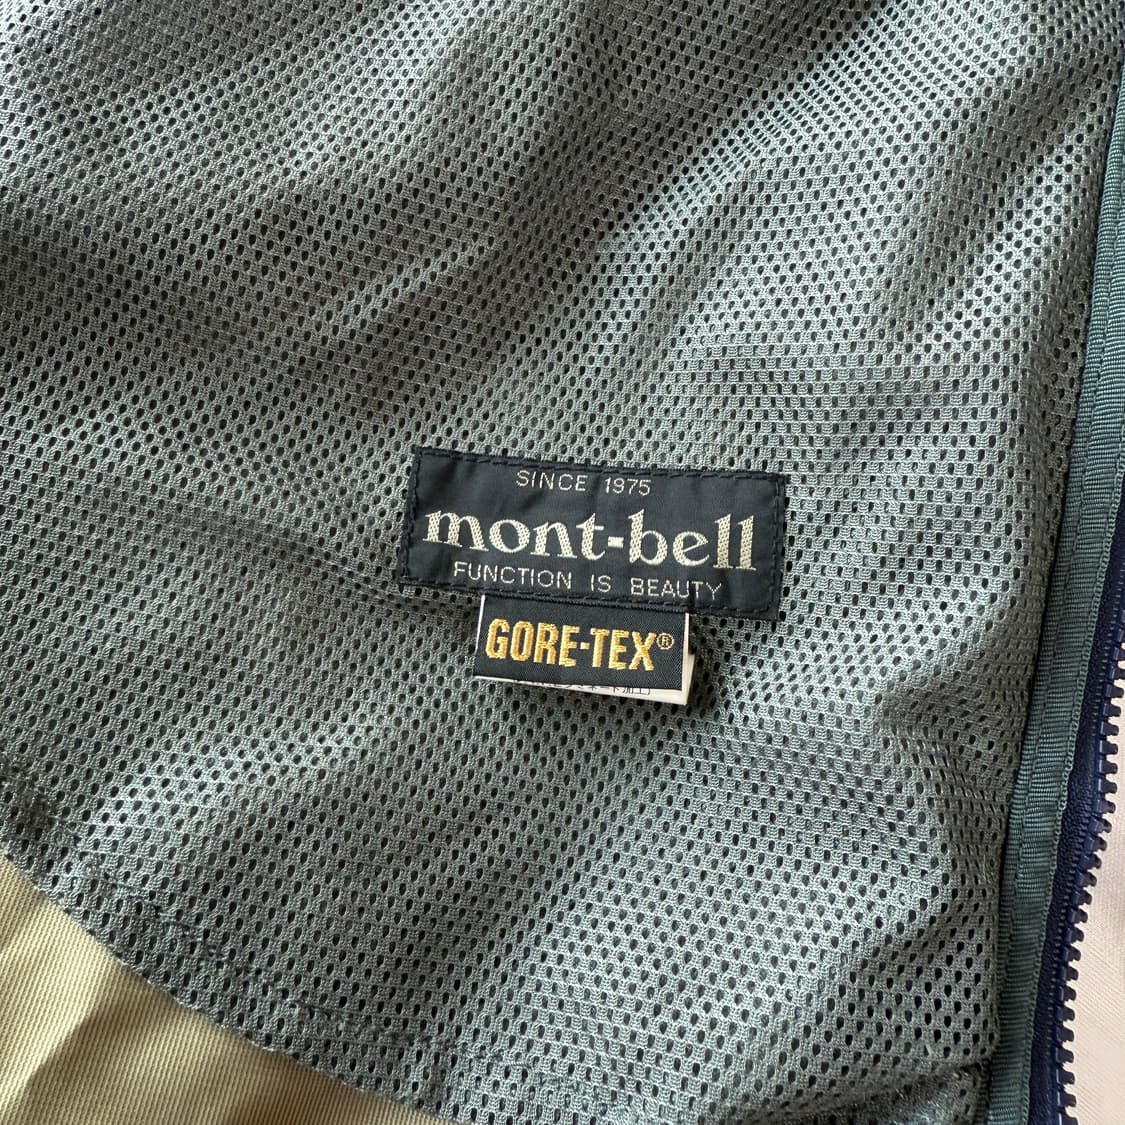 SINCE 1975
mont-bell
FUNCTION IS BEAUTY
GORE-TEX®